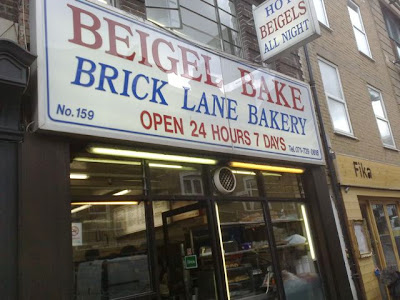 HOT
BEIGELS
ALL NIGHT
BEIGEL BAKE
BRICK LANE BAKERY
No. 159
OPEN 24 HOURS 7 DAYS
Fika